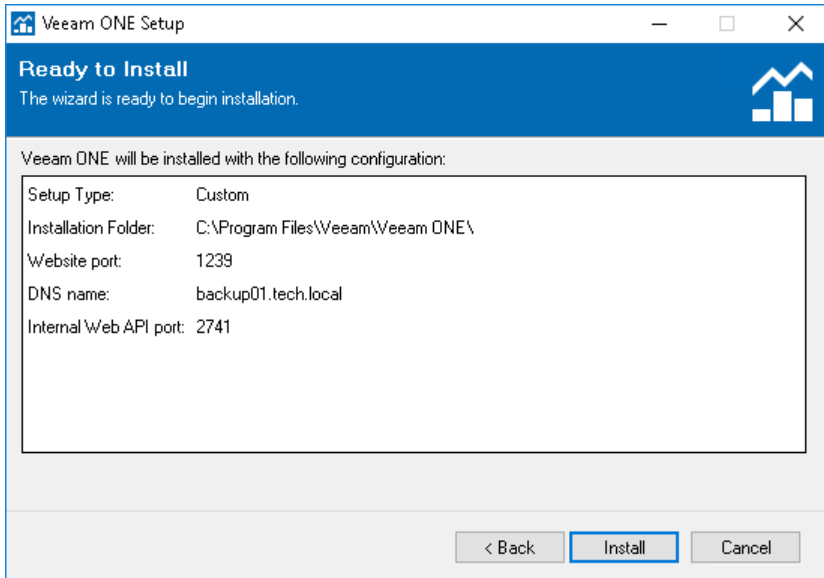 Veeam ONE Setup
Ready to Install
The wizard is ready to begin installation.
Veeam ONE will be installed with the following configuration:
Setup Type: Custom
Installation Folder: C:\Program Files\Veeam\Veeam ONE\
Website port: 1239
DNS name: backup01.tech.local
Internal Web API port: 2741
< Back Install Cancel